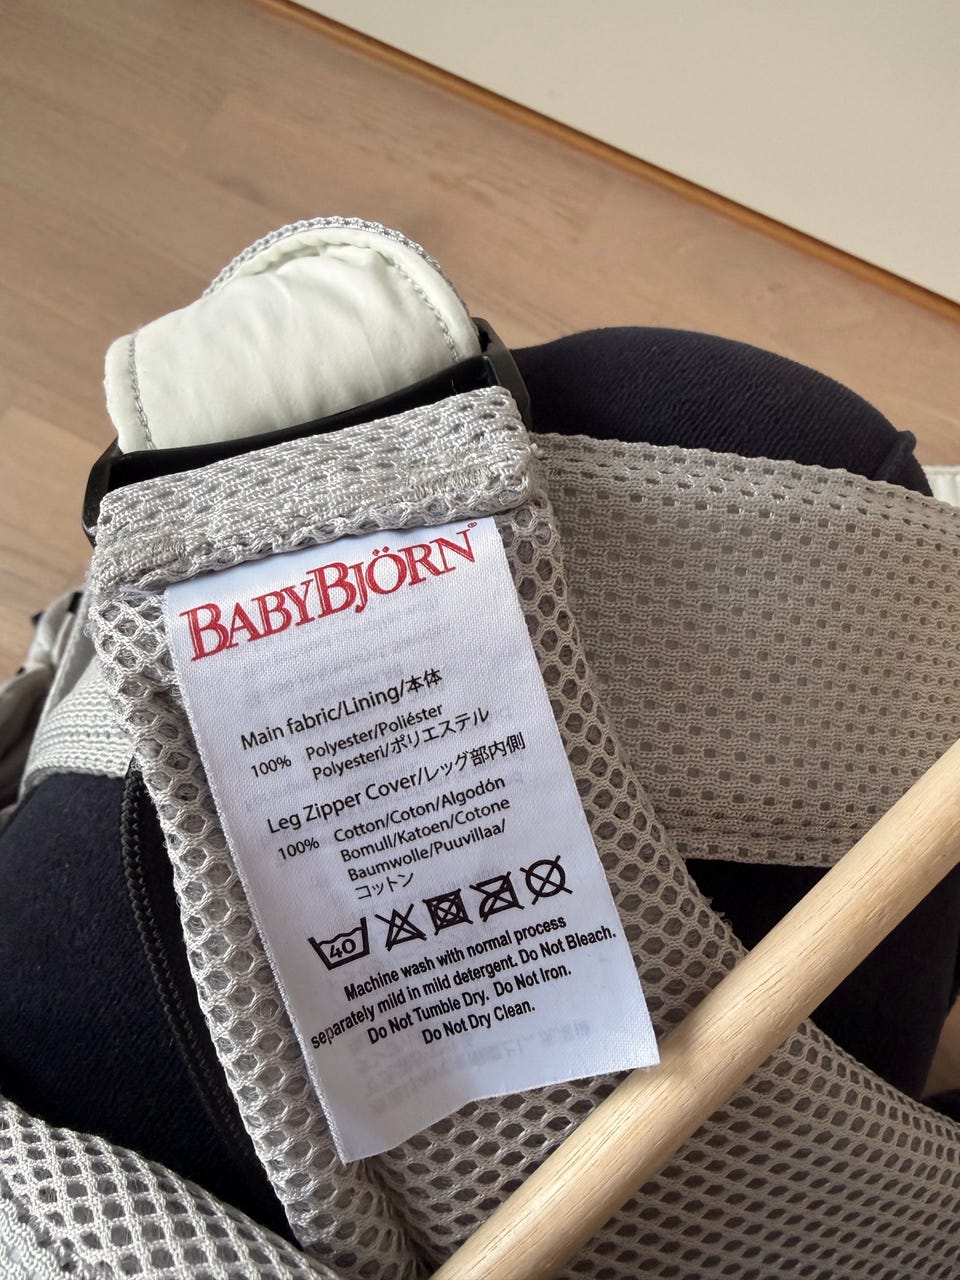 BABYBJÖRN®
Main fabric/Lining/本体
100% Polyester/Poliéster
Polyesteri/ポリエステル
Leg Zipper Cover/レッグ部内側
100% Cotton/Coton/Algodón
Bomull/Katoen/Cotone
Baumwolle/Puuvillaa/
コットン
40
Machine wash with normal process
separately mild in mild detergent. Do Not Bleach.
Do Not Tumble Dry. Do Not Iron.
Do Not Dry Clean.